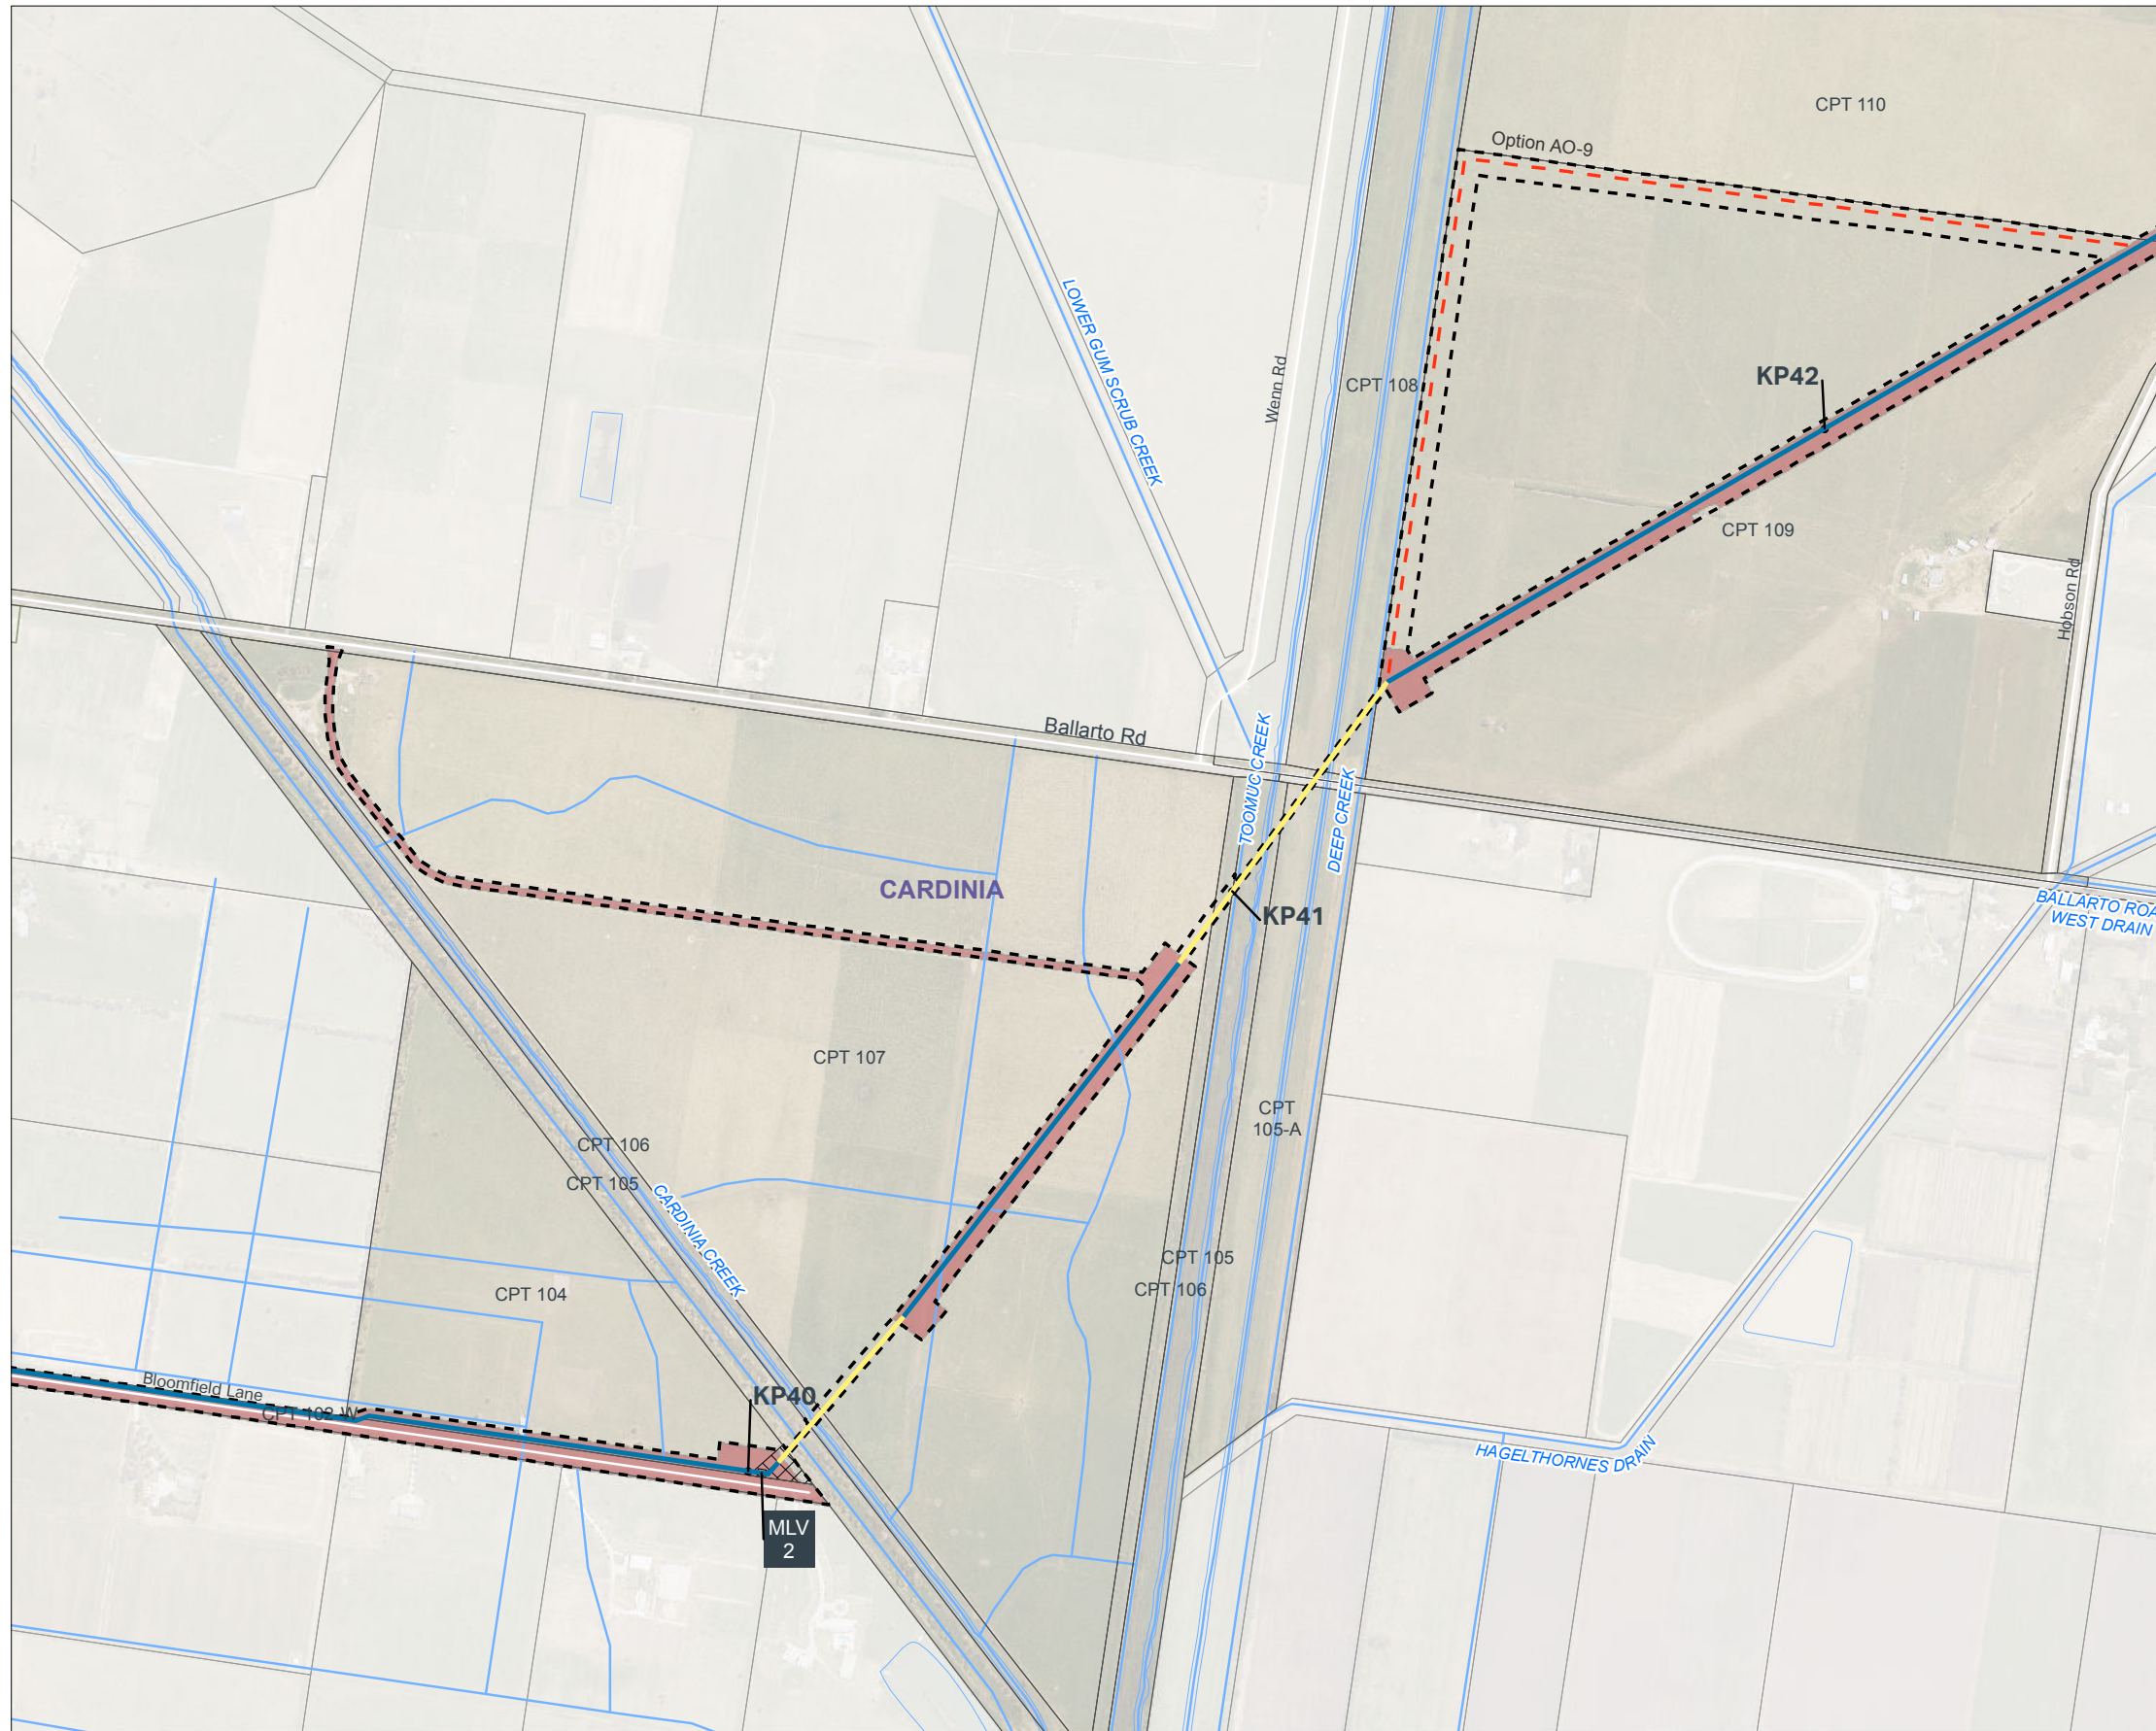 CPT 110
Option AO-9
LOWER GUM SCRUB CREEK
Wenn Rd
CPT 108
KP42
CPT 109
Hobson Rd
Ballarto Rd
TOOMUC CREEK
DEEP CREEK
CARDINIA
KP41
BALLARTO ROA
WEST DRAIN
CPT 107
CPT
105-A
CPT 106
CPT 105
CARDINIA CREEK
CPT 105
CPT 106
CPT 104
Bloomfield Lane
CPT 102-W
KP40
HAGELTHORNES DRAIN
MLV
2